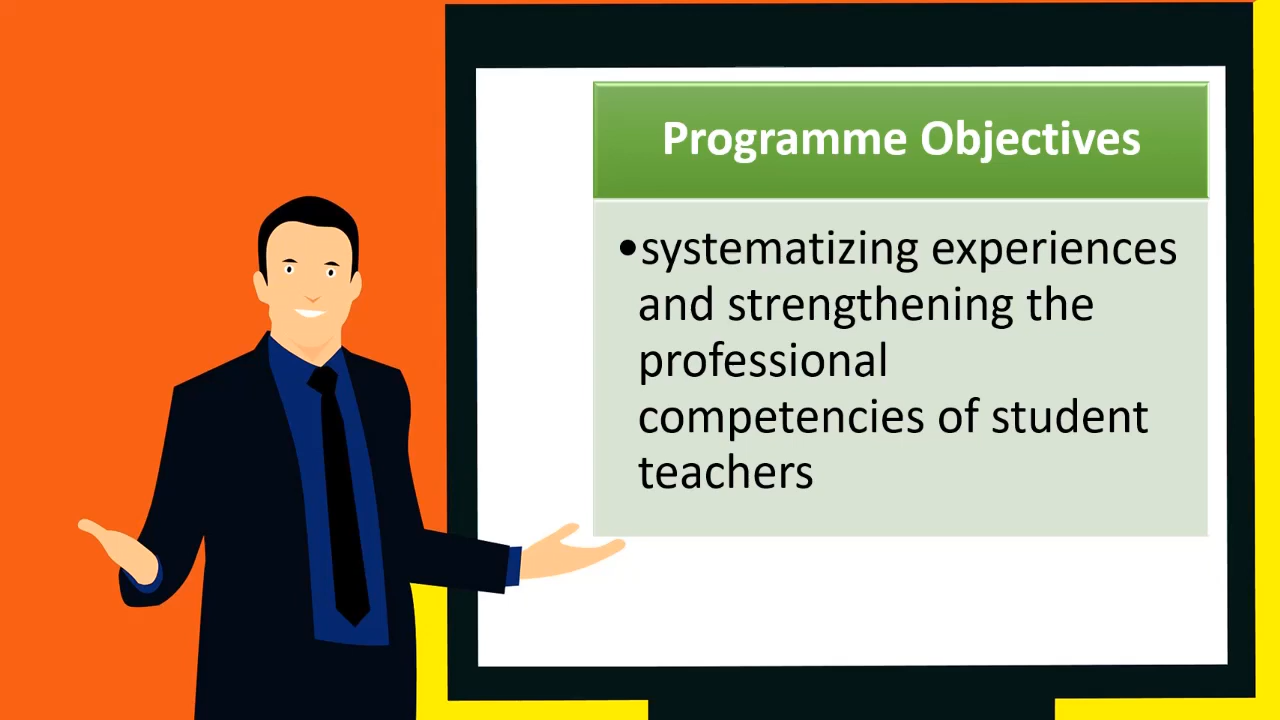 Programme Objectives
•systematizing experiences
and strengthening the
professional
competencies of student
teachers